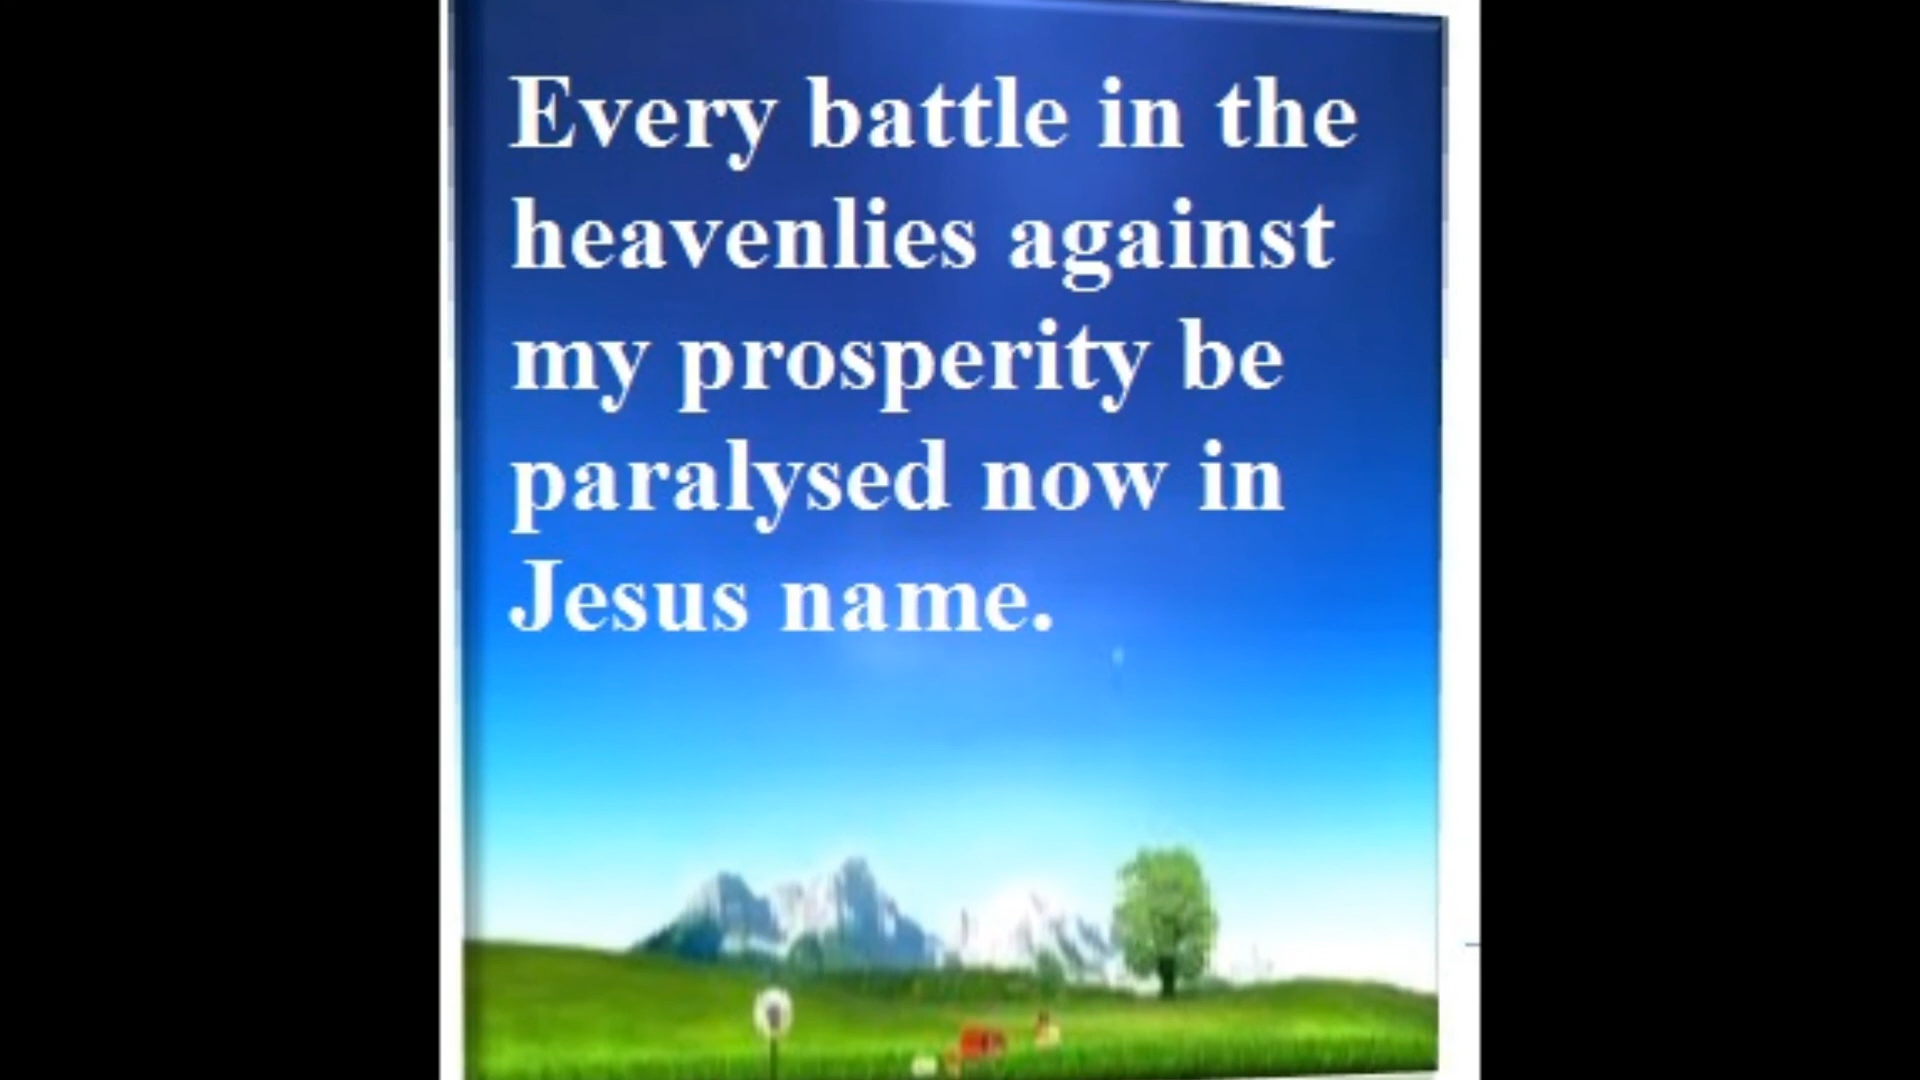 Every battle in the
heavenlies against
my prosperity be
paralysed now in
Jesus name.